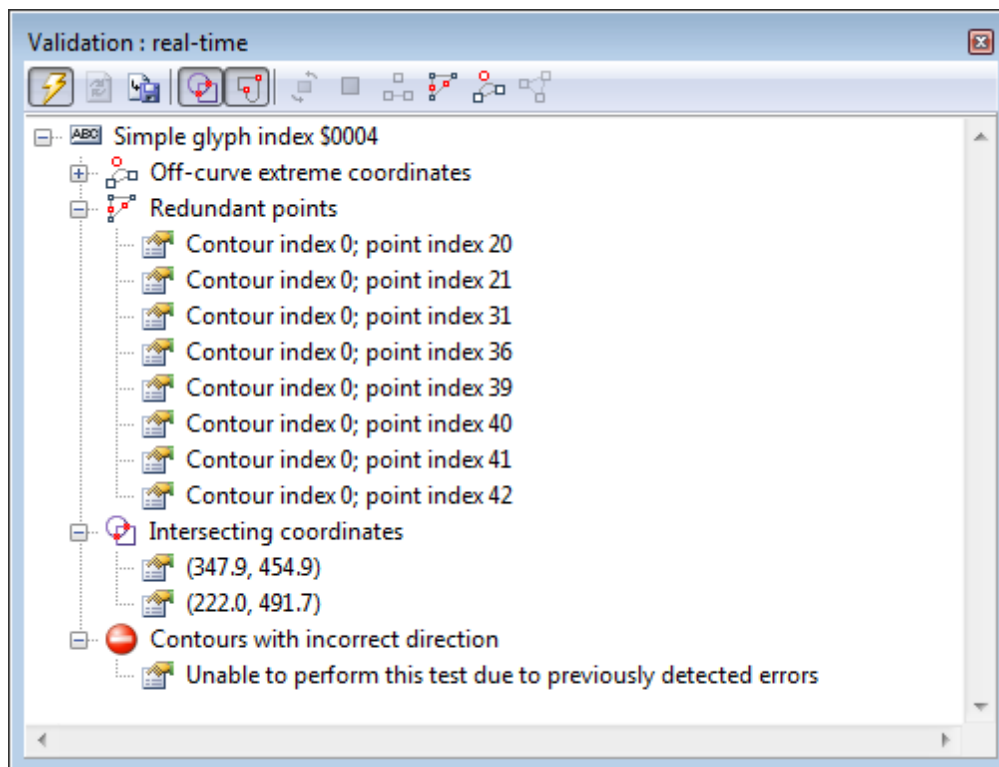 Validation : real-time
ABC Simple glyph index $0004
Off-curve extreme coordinates
Redundant points
Contour index 0; point index 20
Contour index 0; point index 21
Contour index 0; point index 31
Contour index 0; point index 36
Contour index 0; point index 39
Contour index 0; point index 40
Contour index 0; point index 41
Contour index 0; point index 42
Intersecting coordinates
(347.9, 454.9)
(222.0, 491.7)
Contours with incorrect direction
Unable to perform this test due to previously detected errors